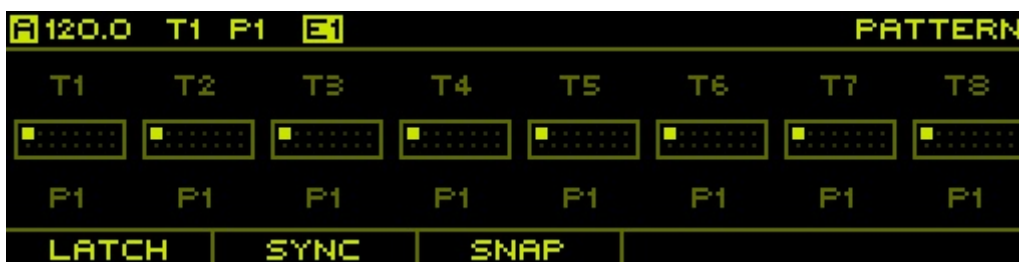 A 120.0 T1 P1 E1 PATTERN
T1 T2 T3 T4 T5 T6 T7 T8
P1 P1 P1 P1 P1 P1 P1 P1
LATCH SYNC SNAP